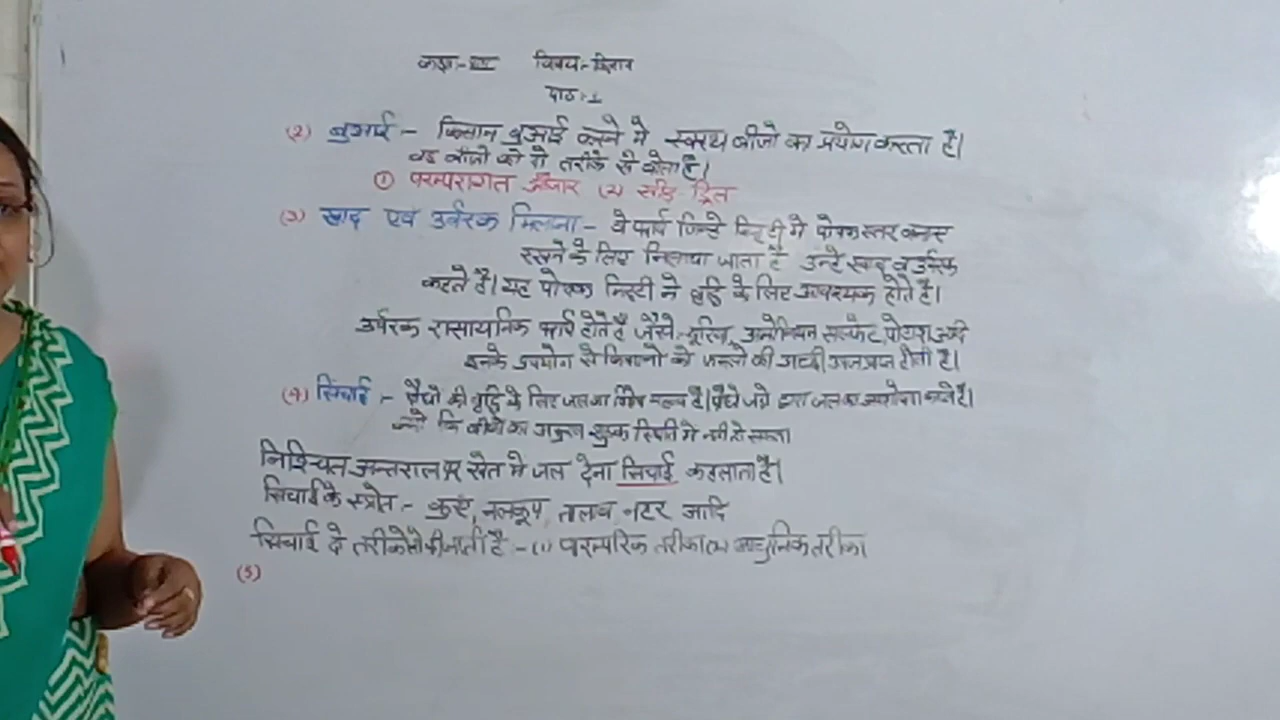 कक्षा:- VIII विषय:- विज्ञान
पाठ:- 1
(2) बुआई :- किसान बुआई करने मे स्वस्थ बीजो का प्रयोग करता है।
वह बीजो को दो तरीके से बोता है।
① परम्परागत औजार (2) सीड ड्रिल
(3) खाद एवं उर्वरक मिलाना - वे पदार्थ जिन्हे मिट्टी मे पोषक स्तर बनाए
रखने के लिए मिलाया जाता है उन्हे खाद व उर्वरक
कहते है। यह पोषक मिट्टी मे वृद्धि के लिए आवश्यक होते है।
उर्वरक रासायनिक पदार्थ होते है जैसे - यूरिया, अमोनियम सल्फेट, पोटाश आदि
इनके उपयोग से किसानो को फसलो की अच्छी उपज प्राप्त होती है।
(4) सिंचाई :- पौधो की वृद्धि के लिए जल का विशेष महत्व है। पौधे जड़ो द्वारा जल का अवशोषण करते है।
क्यो कि बीजो का अंकुरण शुष्क स्थिति मे नही हो सकता।
निश्चित अन्तराल पर खेत मे जल देना सिचाई कहलाता है।
सिचाई के स्त्रोत :- कुएं, नलकूप, तालाब नहर आदि
सिचाई दो तरीको से की जाती है :- (1) पारम्परिक तरीका (2) आधुनिक तरीका
(5)